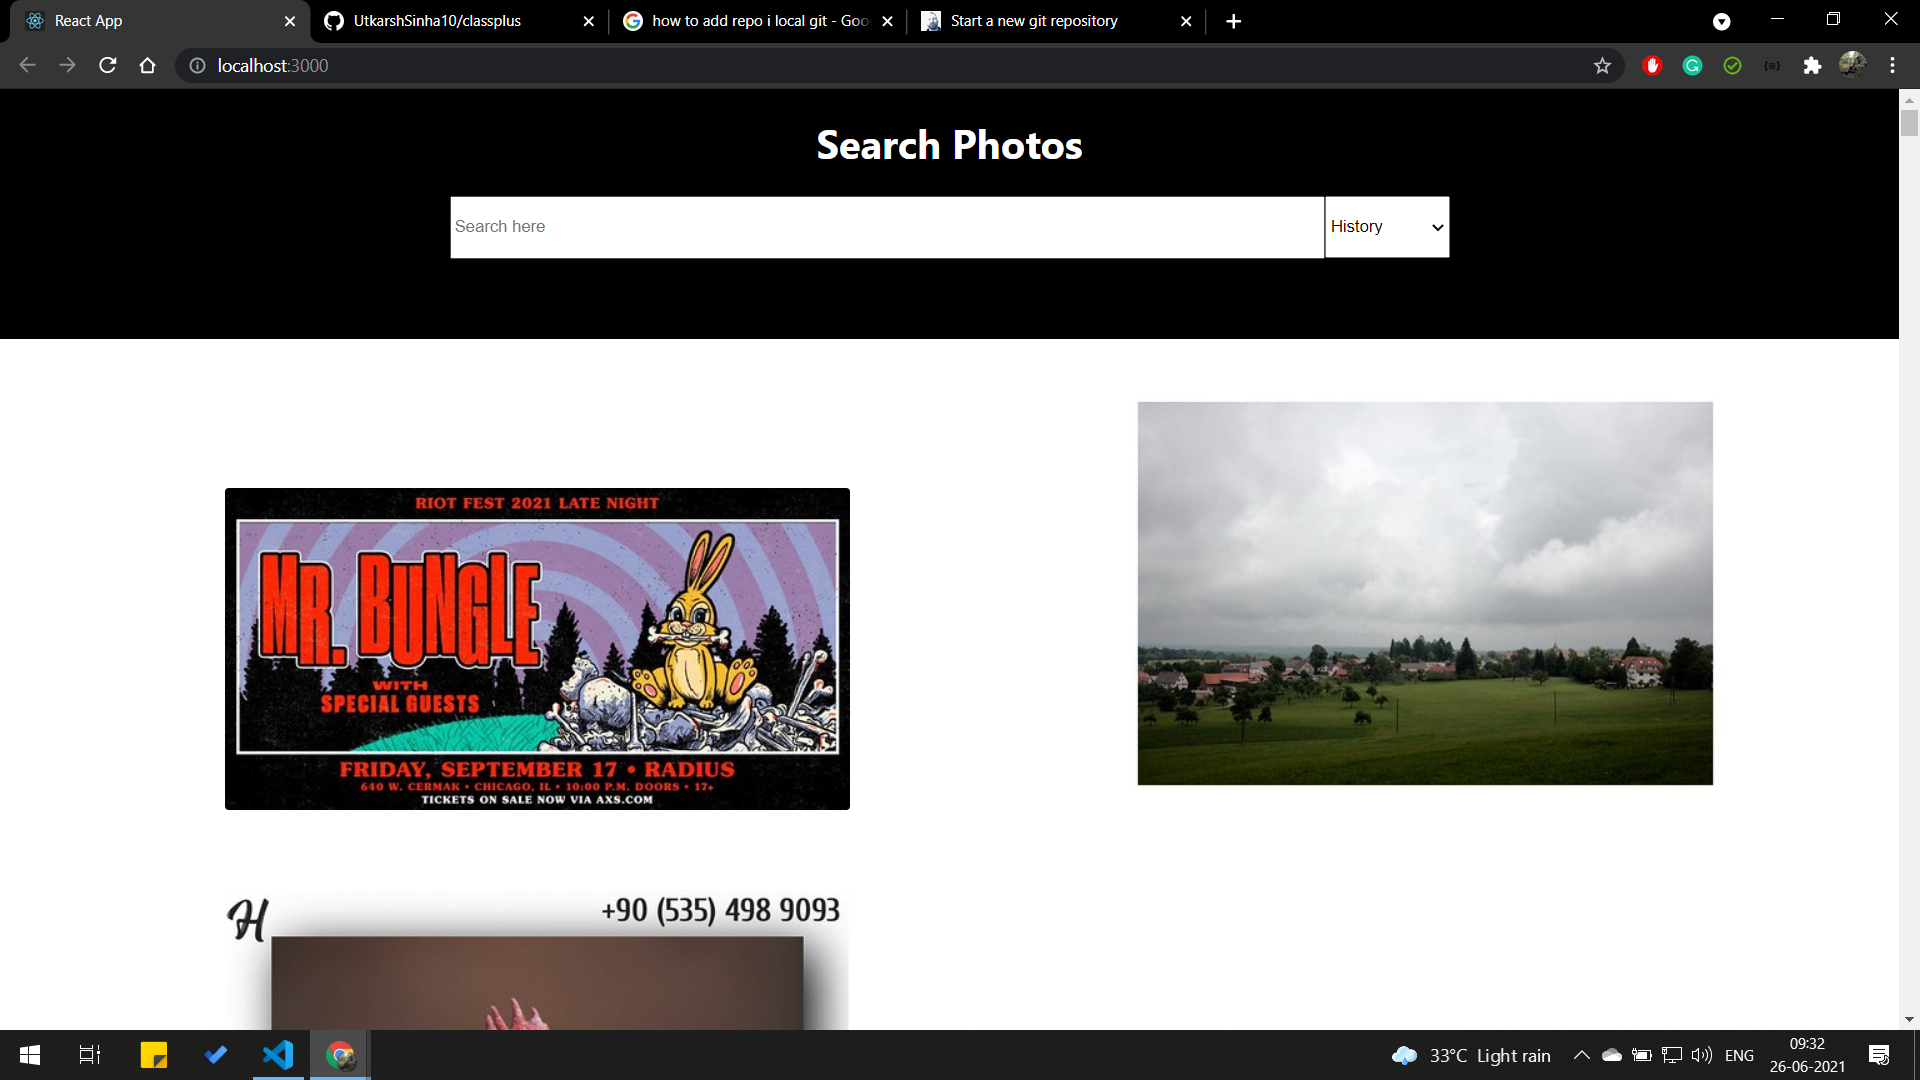 React App
UtkarshSinha10/classplus
how to add repo i local git - Goo
Start a new git repository
localhost:3000
Search Photos
Search here
History
RIOT FEST 2021 LATE NIGHT
MR. BUNGLE
WITH
SPECIAL GUESTS
FRIDAY, SEPTEMBER 17 • RADIUS
640 W. CERMAK • CHICAGO, IL • 10:00 P.M. DOORS • 17+
TICKETS ON SALE NOW VIA AXS.COM
H
+90 (535) 498 9093
33°C Light rain
ENG
09:32
26-06-2021